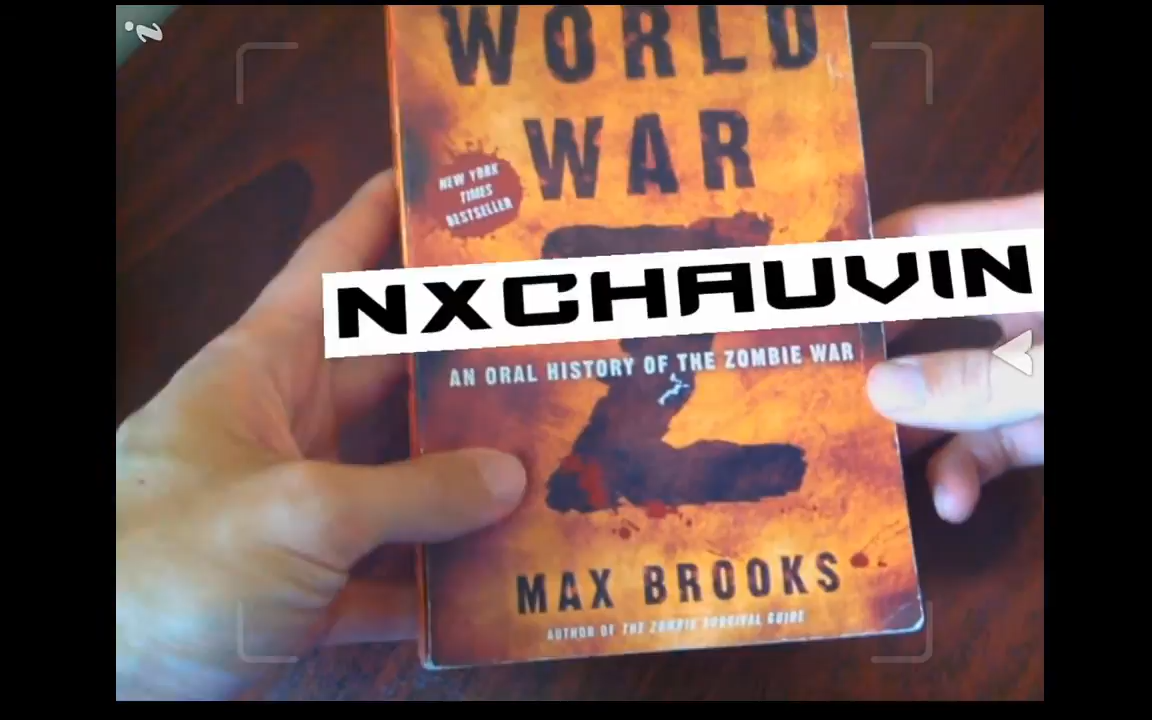 WORLD
WAR
NEW YORK
TIMES
BESTSELLER
Z
NXCHAUVIN
AN ORAL HISTORY OF THE ZOMBIE WAR
MAX BROOKS
AUTHOR OF THE ZOMBIE SURVIVAL GUIDE